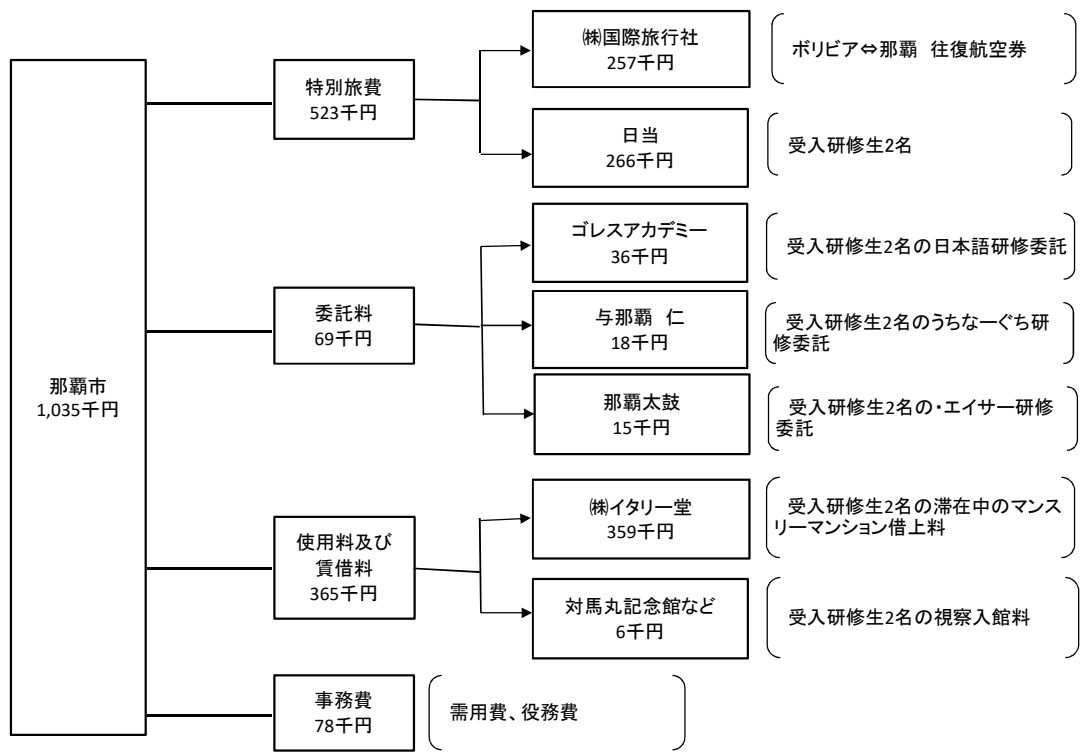 那覇市
1,035千円
特別旅費
523千円
㈱国際旅行社
257千円
ボリビア⇔那覇 往復航空券
日当
266千円
受入研修生2名
委託料
69千円
ゴレスアカデミー
36千円
受入研修生2名の日本語研修委託
与那覇 仁
18千円
受入研修生2名のうちなーぐち研
修委託
那覇太鼓
15千円
受入研修生2名の・エイサー研修
委託
使用料及び
賃借料
365千円
㈱イタリー堂
359千円
受入研修生2名の滞在中のマンス
リーマンション借上料
対馬丸記念館など
6千円
受入研修生2名の視察入館料
事務費
78千円
需用費、役務費